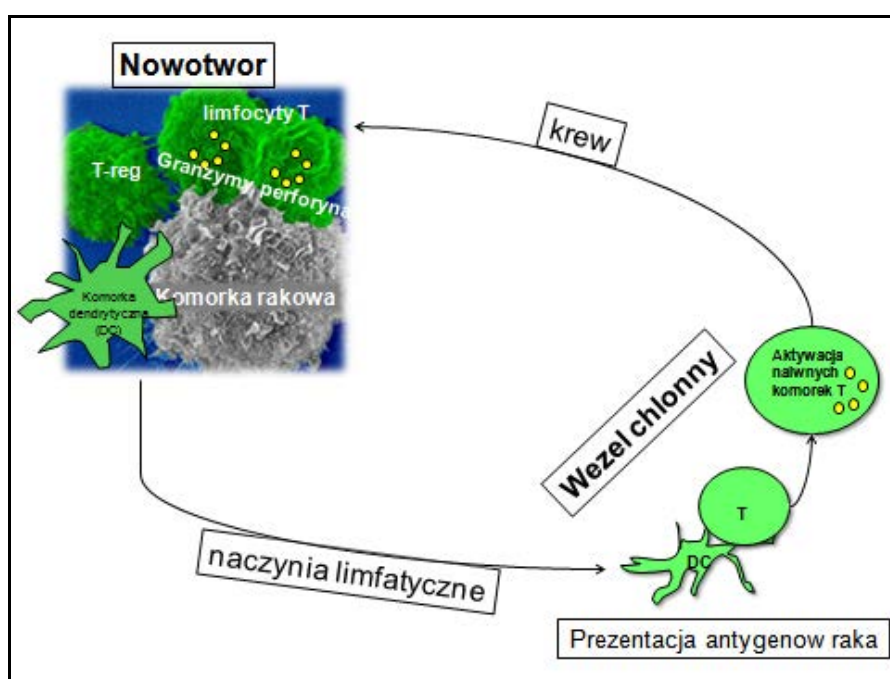 Nowotwor
limfocyty T
T-reg
Granzymy perforyna
Komorka
dendrytyczna
(DC)
Komorka rakowa
krew
Aktywacja
naiwnych
komorek T
Wezel chlonny
T
DC
naczynia limfatyczne
Prezentacja antygenow raka